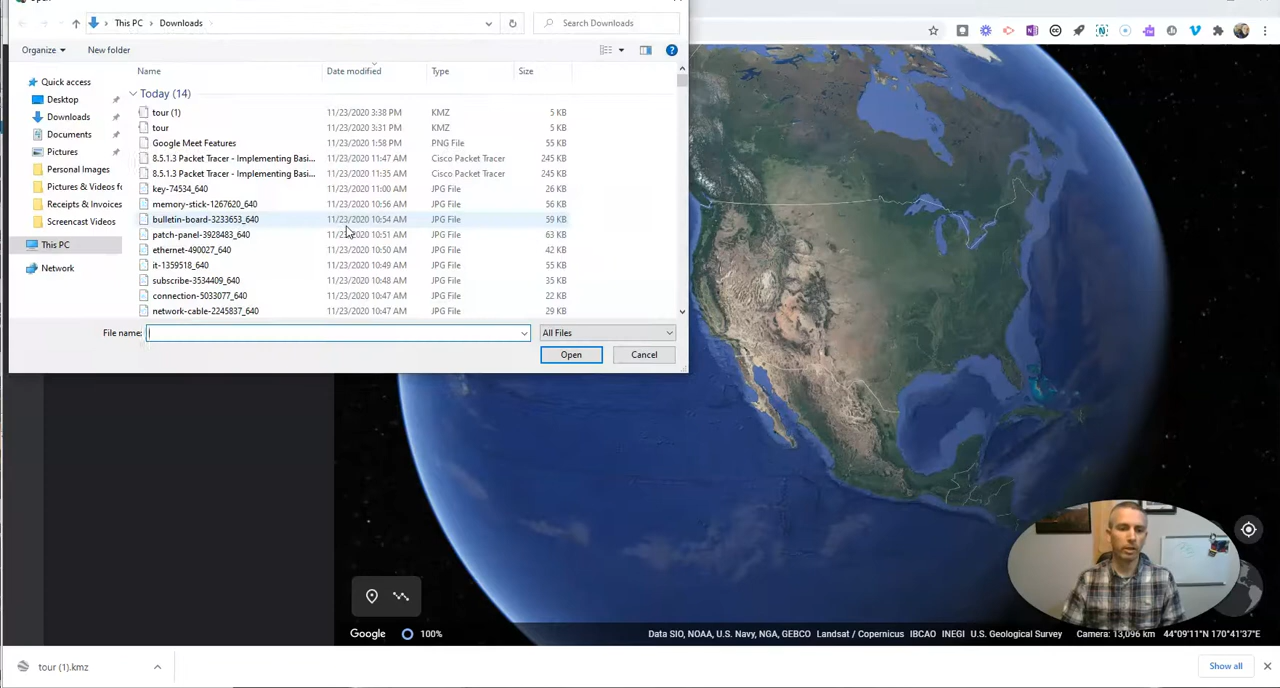 This PC > Downloads
Search Downloads
Organize
New folder
Name Date modified Type Size
Quick access
Desktop
Downloads
Documents
Pictures
Personal Images
Pictures & Videos fo
Receipts & Invoices
Screencast Videos
This PC
Network
Today (14)
tour (1) 11/23/2020 3:38 PM KMZ 5 KB
tour 11/23/2020 3:31 PM KMZ 5 KB
Google Meet Features 11/23/2020 1:58 PM PNG File 55 KB
8.5.1.3 Packet Tracer - Implementing Basi... 11/23/2020 11:47 AM Cisco Packet Tracer 245 KB
8.5.1.3 Packet Tracer - Implementing Basi... 11/23/2020 11:35 AM Cisco Packet Tracer 245 KB
key-74534_640 11/23/2020 11:00 AM JPG File 26 KB
memory-stick-1267620_640 11/23/2020 10:56 AM JPG File 56 KB
bulletin-board-3233653_640 11/23/2020 10:54 AM JPG File 59 KB
patch-panel-3928483_640 11/23/2020 10:51 AM JPG File 63 KB
ethernet-490027_640 11/23/2020 10:50 AM JPG File 42 KB
it-1359518_640 11/23/2020 10:49 AM JPG File 55 KB
subscribe-3534409_640 11/23/2020 10:48 AM JPG File 35 KB
connection-5033077_640 11/23/2020 10:47 AM JPG File 22 KB
network-cable-2245837_640 11/23/2020 10:47 AM JPG File 29 KB
File name:
All Files
Open
Cancel
Google
100%
Data SIO, NOAA, U.S. Navy, NGA, GEBCO Landsat / Copernicus IBCAO INEGI U.S. Geological Survey Camera: 13,096 km 44°09'11"N 170°41'37"E
tour (1).kmz
Show all